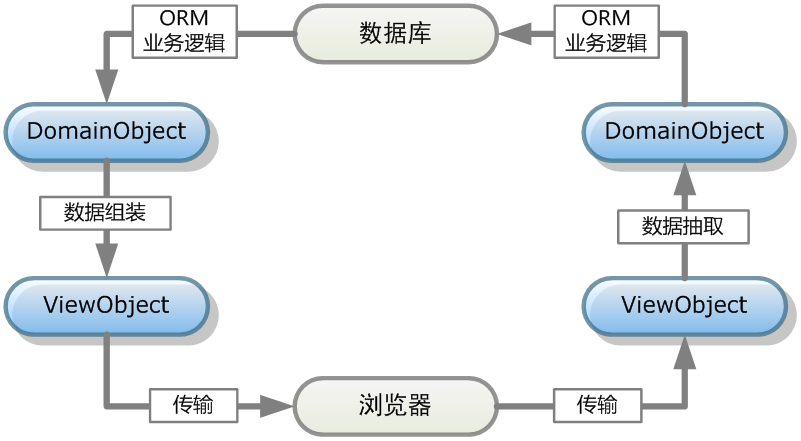 ORM
业务逻辑
数据库
ORM
业务逻辑
DomainObject
DomainObject
数据组装
数据抽取
ViewObject
ViewObject
传输
浏览器
传输